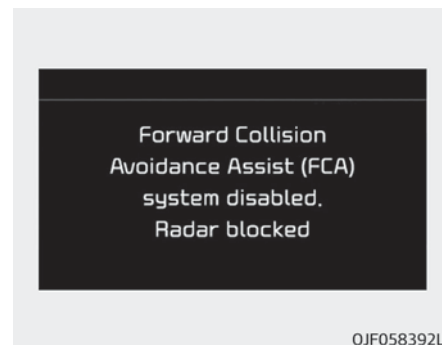 Forward Collision
Avoidance Assist (FCA)
system disabled.
Radar blocked
OJF058392L